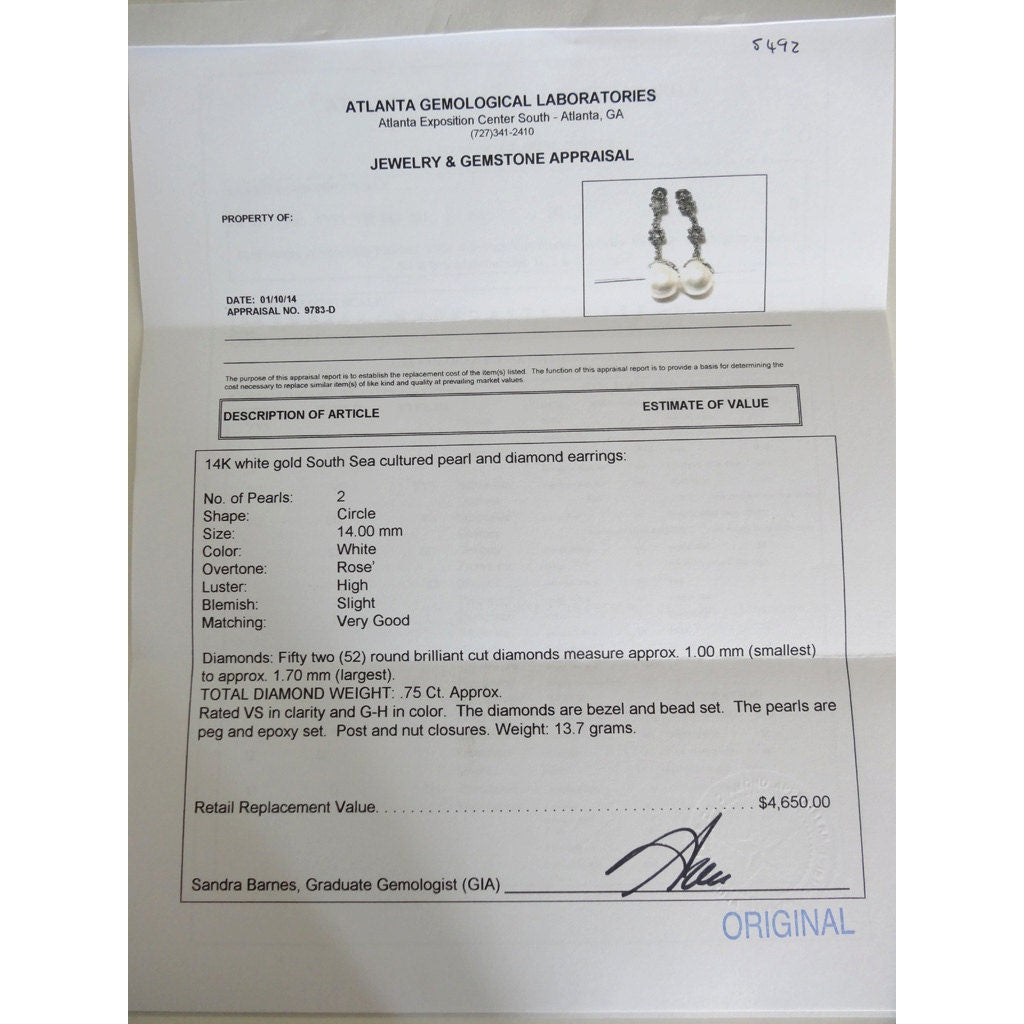 5492
ATLANTA GEMOLOGICAL LABORATORIES
Atlanta Exposition Center South - Atlanta, GA
(727)341-2410
JEWELRY & GEMSTONE APPRAISAL
PROPERTY OF:
DATE: 01/10/14
APPRAISAL NO. 9783-D
The purpose of this appraisal report is to establish the replacement cost of the item(s) listed. The function of this appraisal report is to provide a basis for determining the
cost necessary to replace similar item(s) of like kind and quality at prevailing market values.
DESCRIPTION OF ARTICLE ESTIMATE OF VALUE
14K white gold South Sea cultured pearl and diamond earrings:
No. of Pearls: 2
Shape: Circle
Size: 14.00 mm
Color: White
Overtone: Rose'
Luster: High
Blemish: Slight
Matching: Very Good
Diamonds: Fifty two (52) round brilliant cut diamonds measure approx. 1.00 mm (smallest)
to approx. 1.70 mm (largest).
TOTAL DIAMOND WEIGHT: .75 Ct. Approx.
Rated VS in clarity and G-H in color. The diamonds are bezel and bead set. The pearls are
peg and epoxy set. Post and nut closures. Weight: 13.7 grams.
Retail Replacement Value. . . . . . . . . . . . . . . . . . . . . . . . . . . . . . . . . . . . . . . . . . $4,650.00
Sandra Barnes, Graduate Gemologist (GIA)
ORIGINAL